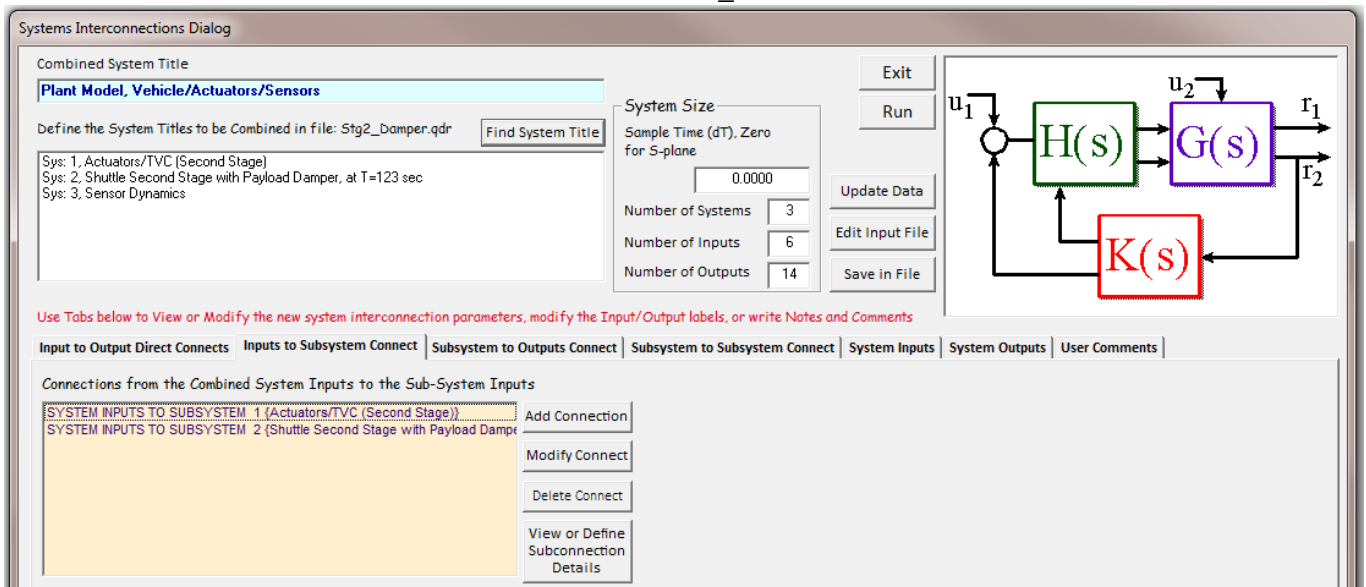 Systems Interconnections Dialog
Combined System Title
Plant Model, Vehicle/Actuators/Sensors
Define the System Titles to be Combined in file: Stg2_Damper.qdr
Find System Title
Sys: 1, Actuators/TVC (Second Stage)
Sys: 2, Shuttle Second Stage with Payload Damper, at T=123 sec
Sys: 3, Sensor Dynamics
System Size
Sample Time (dT), Zero
for S-plane
0.0000
Number of Systems 3
Number of Inputs 6
Number of Outputs 14
Exit
Run
Update Data
Edit Input File
Save in File
u1
u2
H(s)
G(s)
r1
r2
K(s)
Use Tabs below to View or Modify the new system interconnection parameters, modify the Input/Output labels, or write Notes and Comments
Input to Output Direct Connects Inputs to Subsystem Connect Subsystem to Outputs Connect Subsystem to Subsystem Connect System Inputs System Outputs User Comments
Connections from the Combined System Inputs to the Sub-System Inputs
SYSTEM INPUTS TO SUBSYSTEM 1 {Actuators/TVC (Second Stage)}
SYSTEM INPUTS TO SUBSYSTEM 2 {Shuttle Second Stage with Payload Dampe
Add Connection
Modify Connect
Delete Connect
View or Define
Subconnection
Details